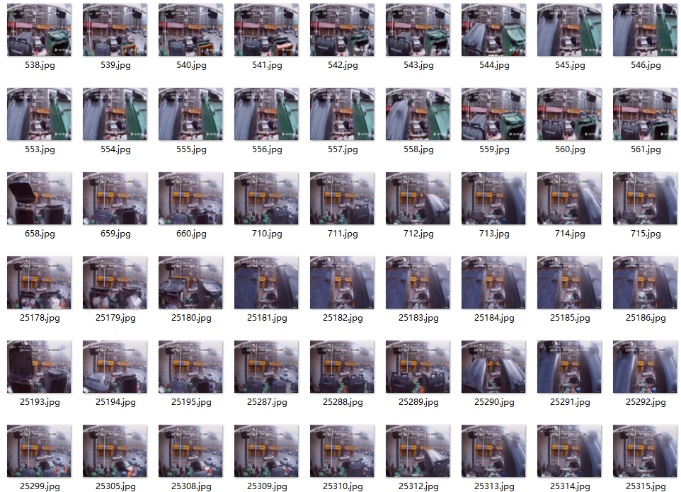 538.jpg 539.jpg 540.jpg 541.jpg 542.jpg 543.jpg 544.jpg 545.jpg 546.jpg
553.jpg 554.jpg 555.jpg 556.jpg 557.jpg 558.jpg 559.jpg 560.jpg 561.jpg
658.jpg 659.jpg 660.jpg 710.jpg 711.jpg 712.jpg 713.jpg 714.jpg 715.jpg
25178.jpg 25179.jpg 25180.jpg 25181.jpg 25182.jpg 25183.jpg 25184.jpg 25185.jpg 25186.jpg
25193.jpg 25194.jpg 25195.jpg 25287.jpg 25288.jpg 25289.jpg 25290.jpg 25291.jpg 25292.jpg
25299.jpg 25305.jpg 25308.jpg 25309.jpg 25310.jpg 25312.jpg 25313.jpg 25314.jpg 25315.jpg